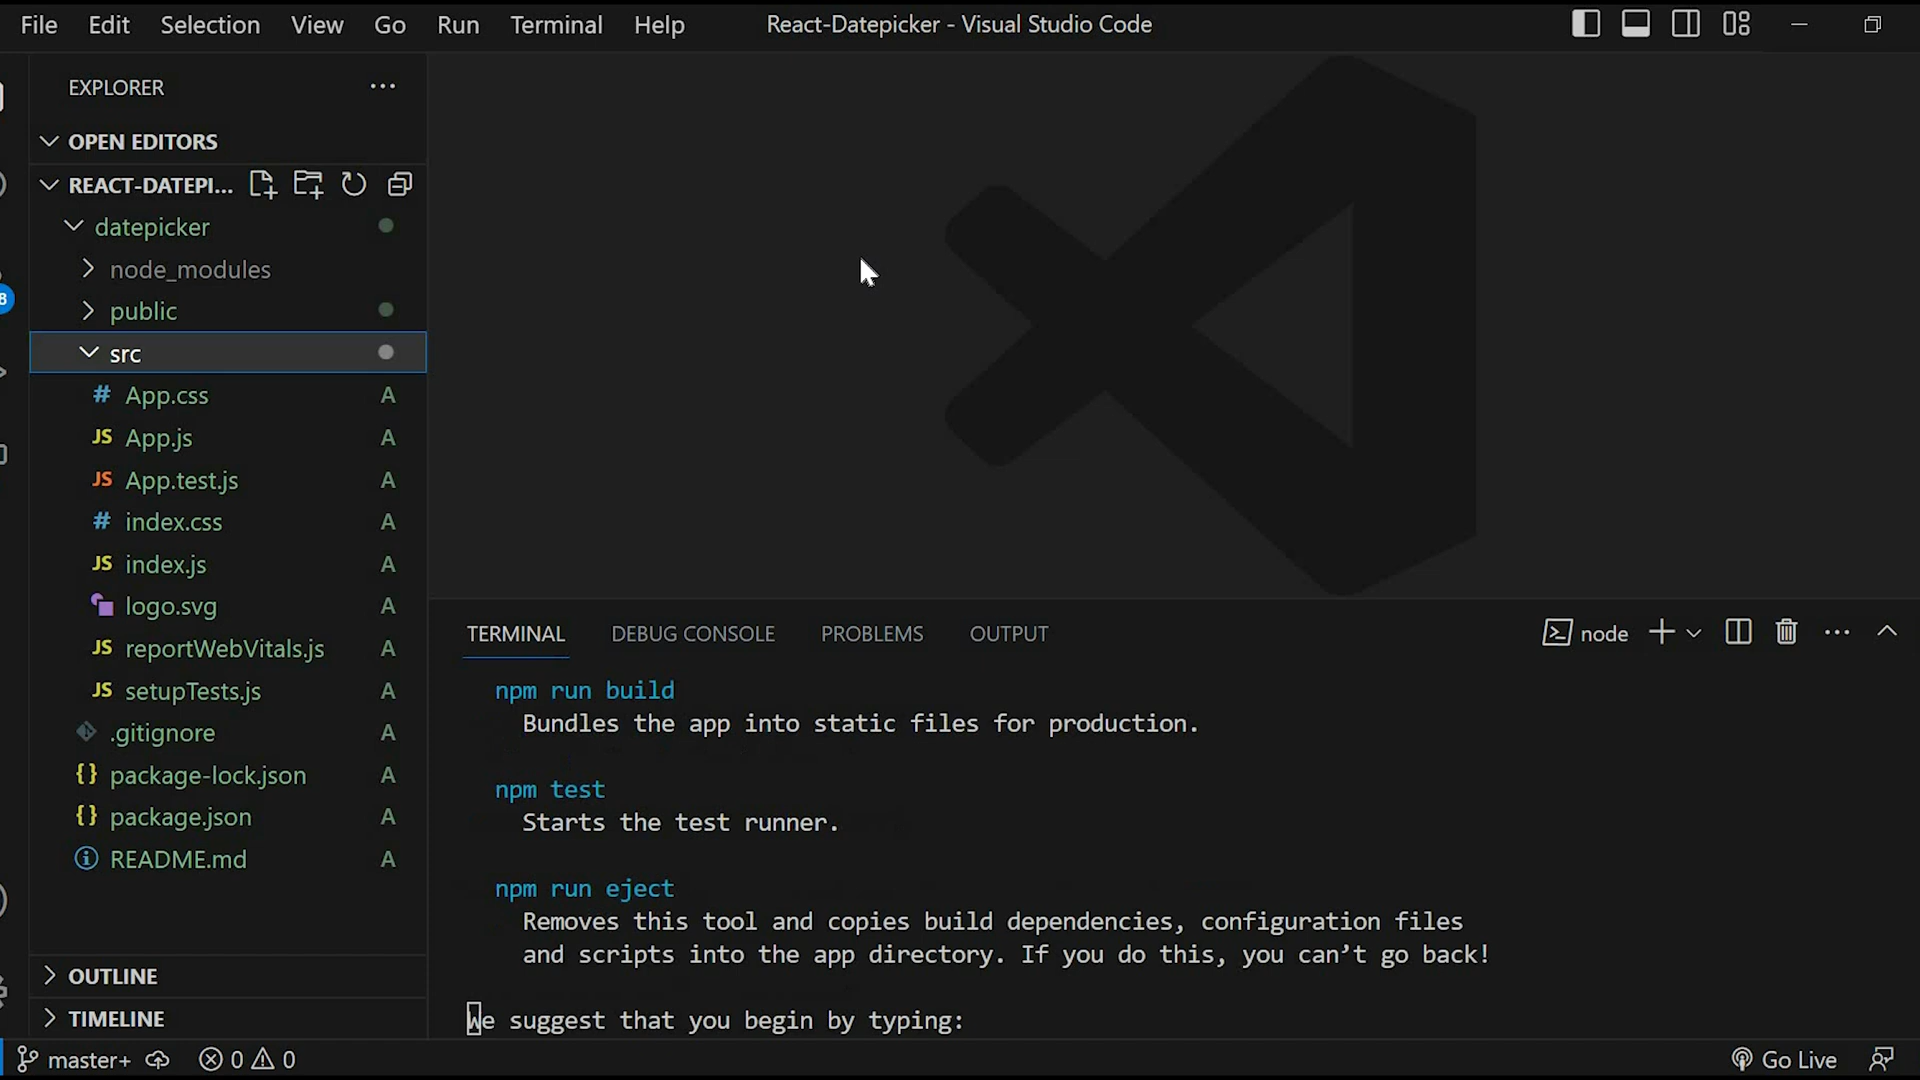 File Edit Selection View Go Run Terminal Help React-Datepicker - Visual Studio Code
EXPLORER
OPEN EDITORS
REACT-DATEPI...
datepicker
node_modules
public
src
# App.css A
JS App.js A
JS App.test.js A
# index.css A
JS index.js A
logo.svg A
JS reportWebVitals.js A
JS setupTests.js A
.gitignore A
{} package-lock.json A
{} package.json A
README.md A
OUTLINE
TIMELINE
TERMINAL DEBUG CONSOLE PROBLEMS OUTPUT node
npm run build
Bundles the app into static files for production.
npm test
Starts the test runner.
npm run eject
Removes this tool and copies build dependencies, configuration files
and scripts into the app directory. If you do this, you can’t go back!
We suggest that you begin by typing:
master+ 0 0 Go Live